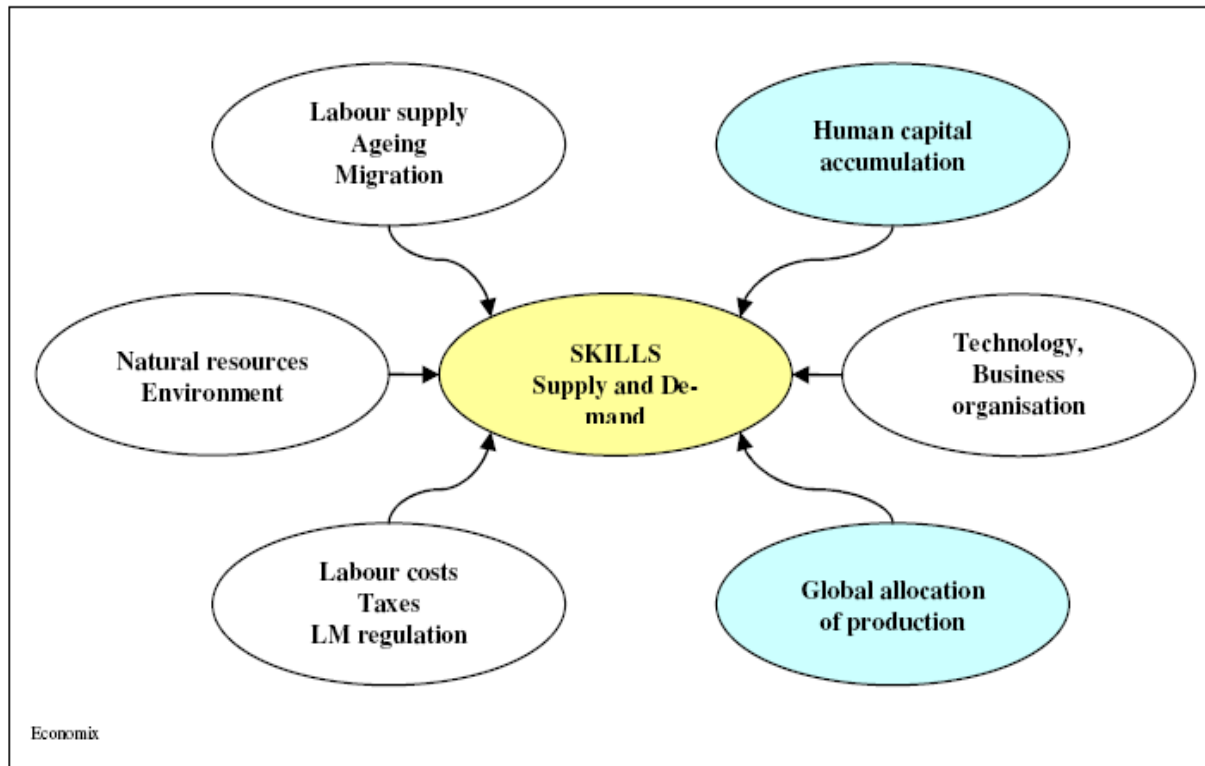 Labour supply
Ageing
Migration
Human capital
accumulation
Natural resources
Environment
SKILLS
Supply and De-
mand
Technology,
Business
organisation
Labour costs
Taxes
LM regulation
Global allocation
of production
Economix